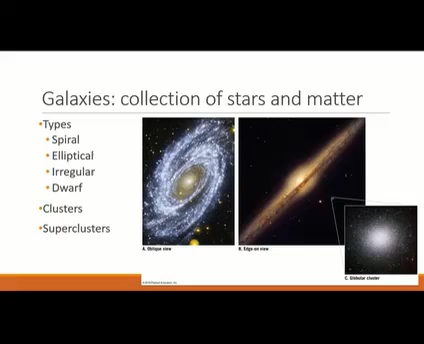 Galaxies: collection of stars and matter
•Types
• Spiral
• Elliptical
• Irregular
• Dwarf
•Clusters
•Superclusters
A. Oblique view
B. Edge-on view
C. Globular cluster